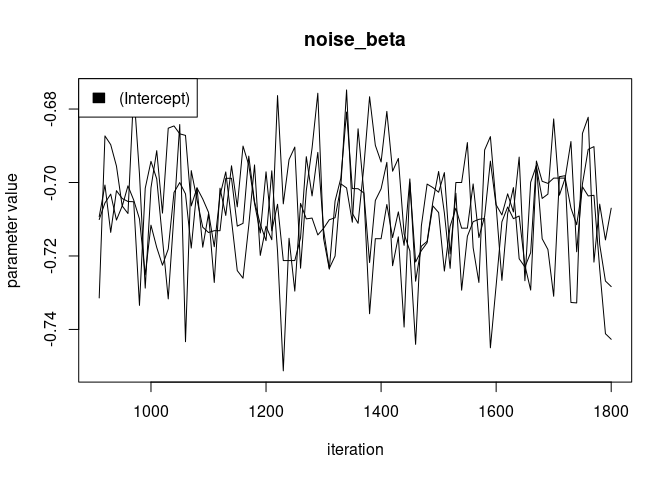 noise_beta
(Intercept)
parameter value
-0.68
-0.70
-0.72
-0.74
1000
1200
1400
1600
1800
iteration